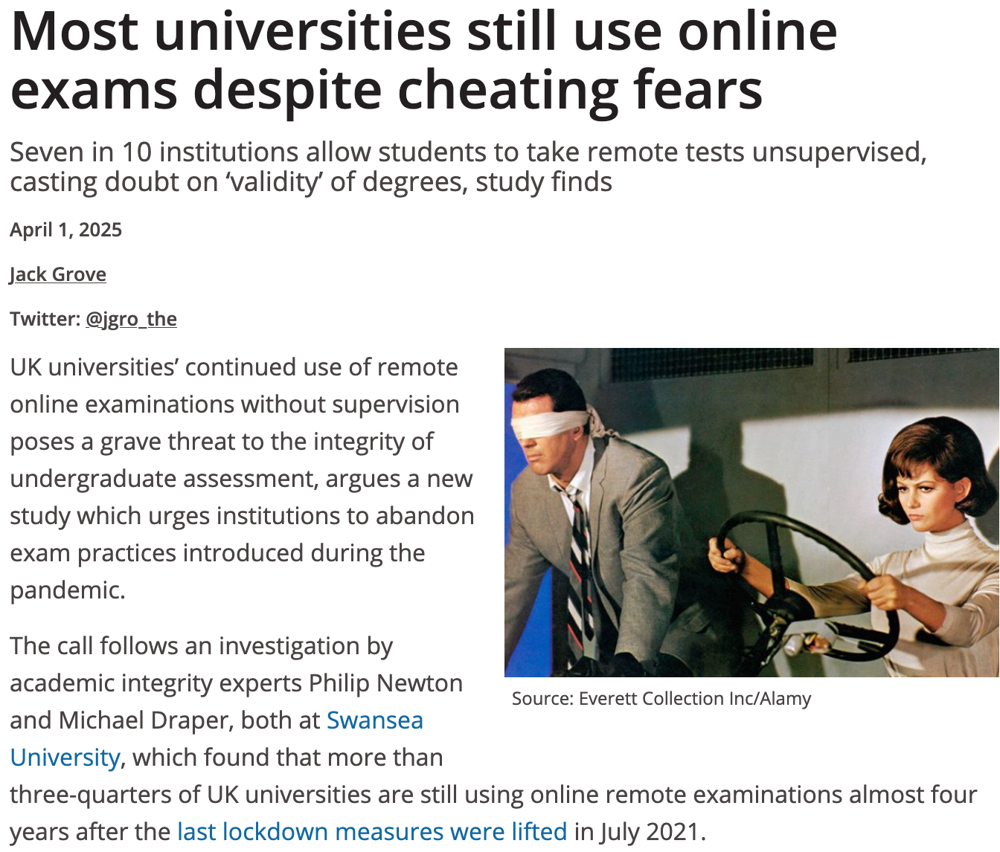 Most universities still use online
exams despite cheating fears
Seven in 10 institutions allow students to take remote tests unsupervised,
casting doubt on ‘validity’ of degrees, study finds
April 1, 2025
Jack Grove
Twitter: @jgro_the
UK universities’ continued use of remote
online examinations without supervision
poses a grave threat to the integrity of
undergraduate assessment, argues a new
study which urges institutions to abandon
exam practices introduced during the
pandemic.
The call follows an investigation by
academic integrity experts Philip Newton
and Michael Draper, both at Swansea
University, which found that more than
three-quarters of UK universities are still using online remote examinations almost four
years after the last lockdown measures were lifted in July 2021.
Source: Everett Collection Inc/Alamy